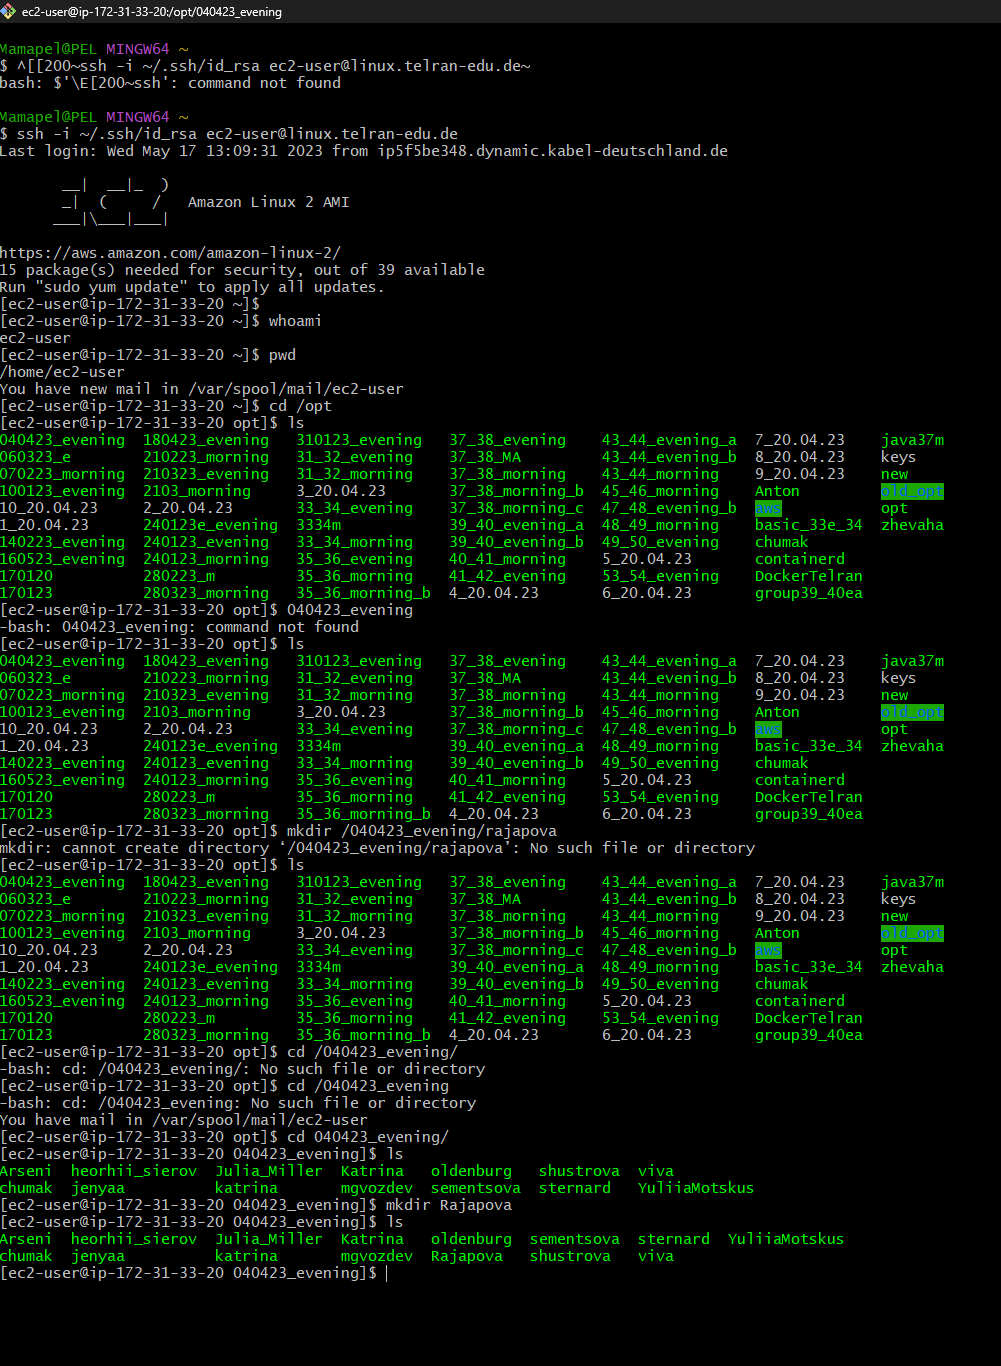 ec2-user@ip-172-31-33-20:/opt/040423_evening
Mamapel@PEL MINGW64 ~
$ ^[[200~ssh -i ~/.ssh/id_rsa ec2-user@linux.telran-edu.de~
bash: $'\E[200~ssh': command not found
Mamapel@PEL MINGW64 ~
$ ssh -i ~/.ssh/id_rsa ec2-user@linux.telran-edu.de
Last login: Wed May 17 13:09:31 2023 from ip5f5be348.dynamic.kabel-deutschland.de
       __|  __|_  )
       _|  (     /   Amazon Linux 2 AMI
      ___|\___|___|
https://aws.amazon.com/amazon-linux-2/
15 package(s) needed for security, out of 39 available
Run "sudo yum update" to apply all updates.
[ec2-user@ip-172-31-33-20 ~]$
[ec2-user@ip-172-31-33-20 ~]$ whoami
ec2-user
[ec2-user@ip-172-31-33-20 ~]$ pwd
/home/ec2-user
You have new mail in /var/spool/mail/ec2-user
[ec2-user@ip-172-31-33-20 ~]$ cd /opt
[ec2-user@ip-172-31-33-20 opt]$ ls
040423_evening  180423_evening   310123_evening   37_38_evening    43_44_evening_a  7_20.04.23    java37m
060323_e        210223_morning   31_32_evening    37_38_MA         43_44_evening_b  8_20.04.23    keys
070223_morning  210323_evening   31_32_morning    37_38_morning    43_44_morning    9_20.04.23    new
100123_evening  2103_morning     3_20.04.23       37_38_morning_b  45_46_morning    Anton         old_opt
10_20.04.23     2_20.04.23       33_34_evening    37_38_morning_c  47_48_evening_b  aws           opt
1_20.04.23      240123e_evening  3334m            39_40_evening_a  48_49_morning    basic_33e_34  zhevaha
140223_evening  240123_evening   33_34_morning    39_40_evening_b  49_50_evening    chumak
160523_evening  240123_morning   35_36_evening    40_41_morning    5_20.04.23       containerd
170120          280223_m         35_36_morning    41_42_evening    53_54_evening    DockerTelran
170123          280323_morning   35_36_morning_b  4_20.04.23       6_20.04.23       group39_40ea
[ec2-user@ip-172-31-33-20 opt]$ 040423_evening
-bash: 040423_evening: command not found
[ec2-user@ip-172-31-33-20 opt]$ ls
040423_evening  180423_evening   310123_evening   37_38_evening    43_44_evening_a  7_20.04.23    java37m
060323_e        210223_morning   31_32_evening    37_38_MA         43_44_evening_b  8_20.04.23    keys
070223_morning  210323_evening   31_32_morning    37_38_morning    43_44_morning    9_20.04.23    new
100123_evening  2103_morning     3_20.04.23       37_38_morning_b  45_46_morning    Anton         old_opt
10_20.04.23     2_20.04.23       33_34_evening    37_38_morning_c  47_48_evening_b  aws           opt
1_20.04.23      240123e_evening  3334m            39_40_evening_a  48_49_morning    basic_33e_34  zhevaha
140223_evening  240123_evening   33_34_morning    39_40_evening_b  49_50_evening    chumak
160523_evening  240123_morning   35_36_evening    40_41_morning    5_20.04.23       containerd
170120          280223_m         35_36_morning    41_42_evening    53_54_evening    DockerTelran
170123          280323_morning   35_36_morning_b  4_20.04.23       6_20.04.23       group39_40ea
[ec2-user@ip-172-31-33-20 opt]$ mkdir /040423_evening/rajapova
mkdir: cannot create directory ‘/040423_evening/rajapova’: No such file or directory
[ec2-user@ip-172-31-33-20 opt]$ ls
040423_evening  180423_evening   310123_evening   37_38_evening    43_44_evening_a  7_20.04.23    java37m
060323_e        210223_morning   31_32_evening    37_38_MA         43_44_evening_b  8_20.04.23    keys
070223_morning  210323_evening   31_32_morning    37_38_morning    43_44_morning    9_20.04.23    new
100123_evening  2103_morning     3_20.04.23       37_38_morning_b  45_46_morning    Anton         old_opt
10_20.04.23     2_20.04.23       33_34_evening    37_38_morning_c  47_48_evening_b  aws           opt
1_20.04.23      240123e_evening  3334m            39_40_evening_a  48_49_morning    basic_33e_34  zhevaha
140223_evening  240123_evening   33_34_morning    39_40_evening_b  49_50_evening    chumak
160523_evening  240123_morning   35_36_evening    40_41_morning    5_20.04.23       containerd
170120          280223_m         35_36_morning    41_42_evening    53_54_evening    DockerTelran
170123          280323_morning   35_36_morning_b  4_20.04.23       6_20.04.23       group39_40ea
[ec2-user@ip-172-31-33-20 opt]$ cd /040423_evening/
-bash: cd: /040423_evening/: No such file or directory
[ec2-user@ip-172-31-33-20 opt]$ cd /040423_evening
-bash: cd: /040423_evening: No such file or directory
You have mail in /var/spool/mail/ec2-user
[ec2-user@ip-172-31-33-20 opt]$ cd 040423_evening/
[ec2-user@ip-172-31-33-20 040423_evening]$ ls
Arseni  heorhii_sierov  Julia_Miller  Katrina   oldenburg   shustrova  viva
chumak  jenyaa          katrina       mgvozdev  sementsova  sternard   YuliiaMotskus
[ec2-user@ip-172-31-33-20 040423_evening]$ mkdir Rajapova
[ec2-user@ip-172-31-33-20 040423_evening]$ ls
Arseni  heorhii_sierov  Julia_Miller  Katrina   oldenburg  sementsova  sternard  YuliiaMotskus
chumak  jenyaa          katrina       mgvozdev  Rajapova   shustrova   viva
[ec2-user@ip-172-31-33-20 040423_evening]$